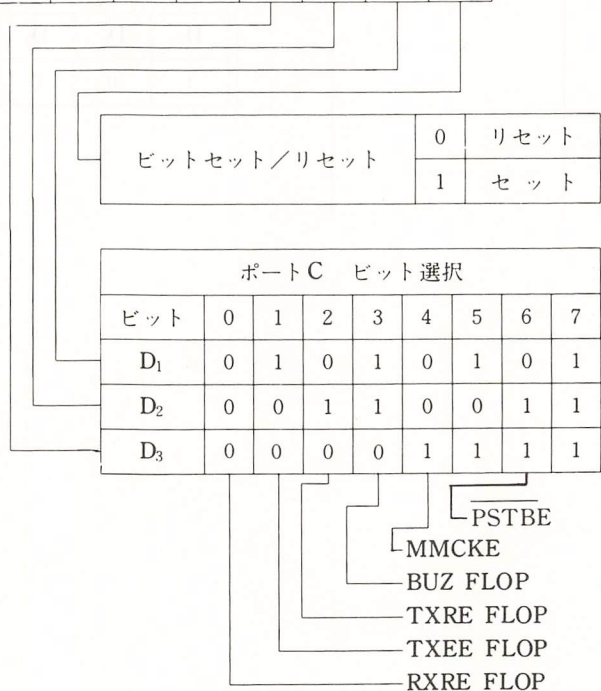 ビットセット/リセット 0 リセット
1 セット
ポートC ビット選択
ビット 0 1 2 3 4 5 6 7
D₁ 0 1 0 1 0 1 0 1
D₂ 0 0 1 1 0 0 1 1
D₃ 0 0 0 0 1 1 1 1
P̅S̅T̅B̅E̅
MMCKE
BUZ FLOP
TXRE FLOP
TXEE FLOP
RXRE FLOP